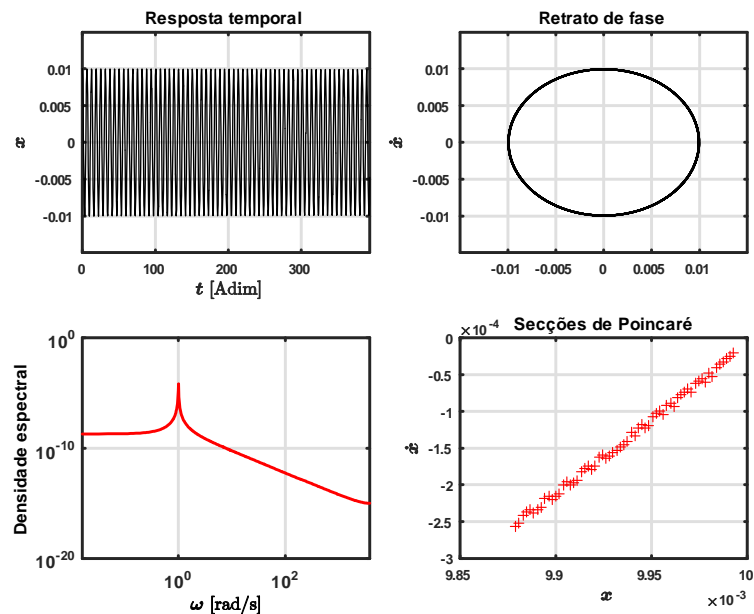 Resposta temporal
0.01
0.005
0
-0.005
-0.01
x
0 100 200 300
t [Adim]
Retrato de fase
0.01
0.005
0
-0.005
-0.01
ẋ
-0.01 -0.005 0 0.005 0.01
x
10^0
10^-10
10^-20
Densidade espectral
10^0 10^2
ω [rad/s]
Secções de Poincaré
×10^-4
0
-0.5
-1
-1.5
-2
-2.5
-3
ẋ
9.85 9.9 9.95 10
x
×10^-3